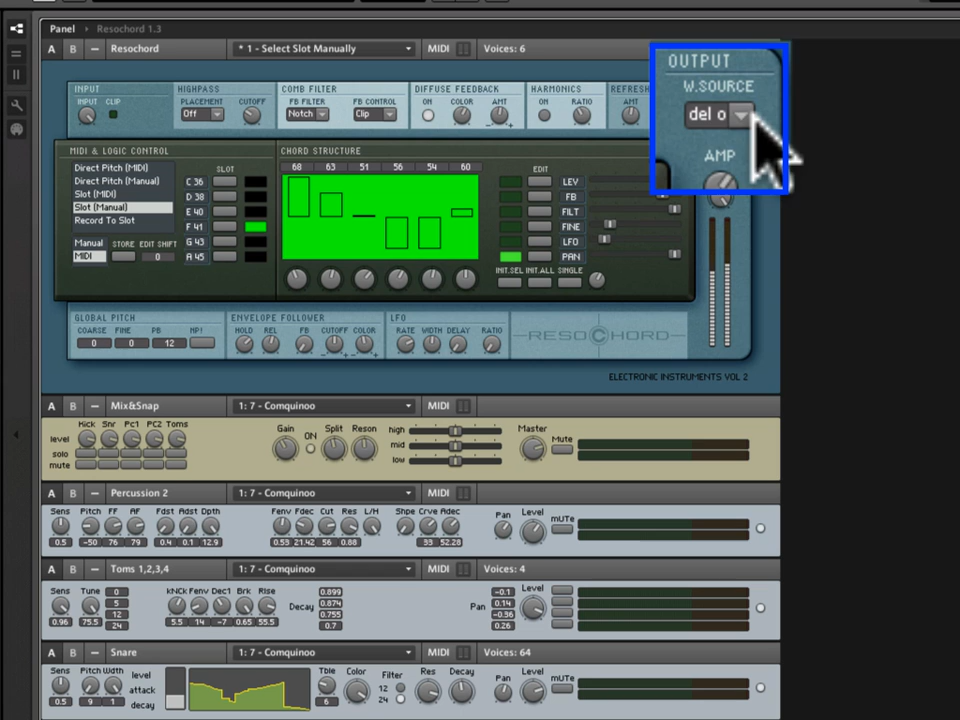 Panel › Resochord 1.3
A B Resochord * 1 - Select Slot Manually MIDI Voices: 6
OUTPUT
W.SOURCE
del o
AMP
INPUT HIGHPASS COMB FILTER DIFFUSE FEEDBACK HARMONICS REFRESH
INPUT CLIP PLACEMENT CUTOFF FB FILTER FB CONTROL ON COLOR AMT ON RATIO AMT
Off Notch Clip
MIDI & LOGIC CONTROL CHORD STRUCTURE
SLOT 68 63 51 56 54 60 EDIT
Direct Pitch (MIDI)
Direct Pitch (Manual)
Slot (MIDI)
Slot (Manual)
Record To Slot
C 36
D 38
E 40
F 41
G 43
A 45
LEV
FB
FILT
FINE
LFO
PAN
Manual STORE EDIT SHIFT
MIDI 0
INIT.SEL INIT.ALL SINGLE
GLOBAL PITCH ENVELOPE FOLLOWER LFO
COARSE FINE PB MP! HOLD REL FB CUTOFF COLOR RATE WIDTH DELAY RATIO
0 0 12
RESOCHORD
ELECTRONIC INSTRUMENTS VOL 2
A B Mix&Snap 1: 7 - Comquinoo MIDI
Kick Snr Pc1 PC2 Toms Gain ON Split Reson high Master Mute
level mid
solo low
mute
A B Percussion 2 1: 7 - Comquinoo MIDI
Sens Pitch FF AF Fdst Adst Dpth Fenv Fdec Cut Res L/H Shpe Crve Adec Pan Level mUTe
0.5 -50 76 79 0.4 0.1 12.9 0.53 21.42 56 0.88 33 52.28
A B Toms 1,2,3,4 1: 7 - Comquinoo MIDI Voices: 4
Sens Tune 0 kNCk Fenv Dec1 Brk Rise 0.899 -0.1 Level
5 Decay 0.874 Pan 0.14
12 0.755 -0.36
0.96 75.5 24 5.5 14 -7 0.65 55.5 0.7 0.26
A B Snare 1: 7 - Comquinoo MIDI Voices: 64
Sens Pitch Wdth level Tble Color Filter Res Decay Pan Level mUTe
attack 12
0.5 9 1 decay 6 24